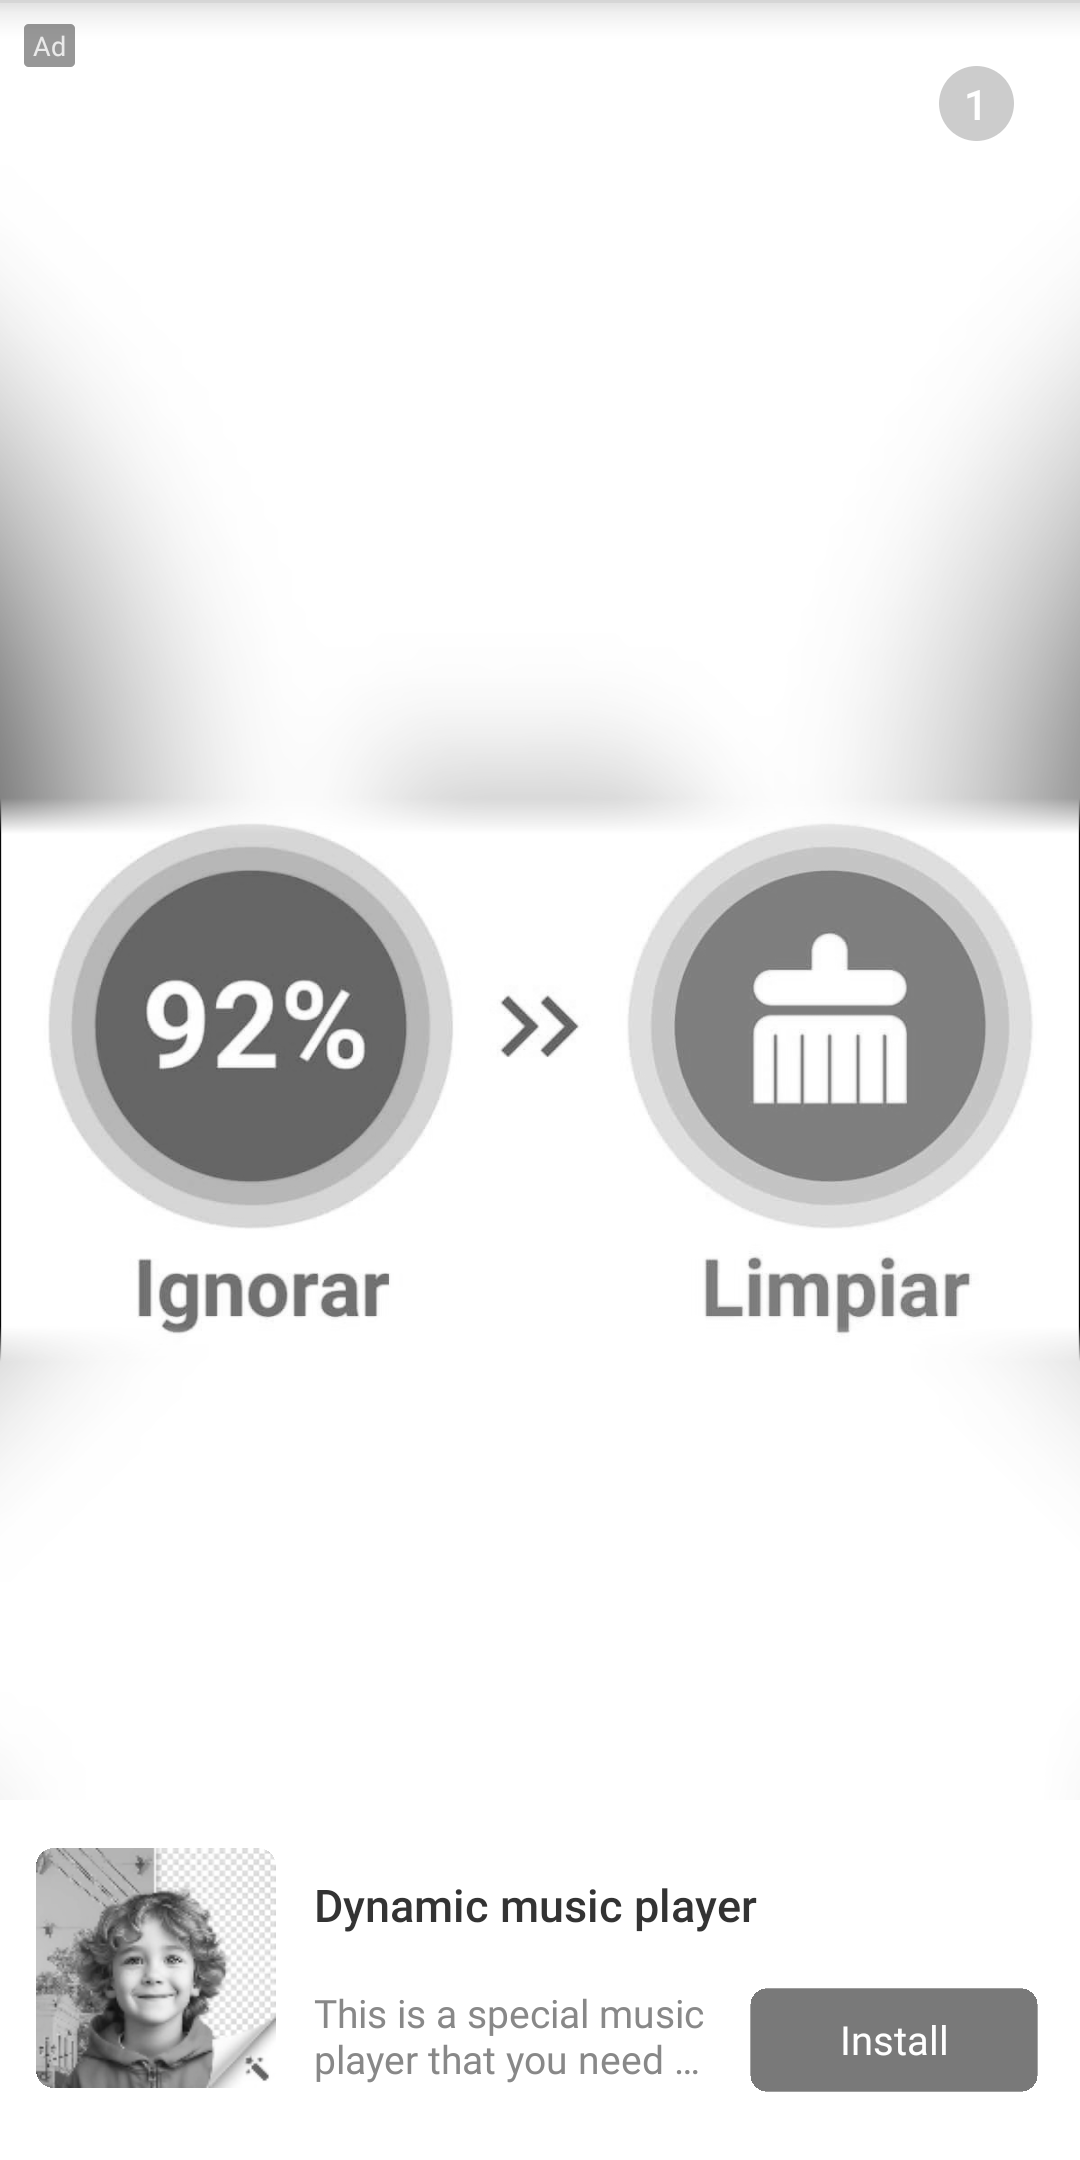 Ad
1
92%
Ignorar
Limpiar
Dynamic music player
This is a special music
player that you need ...
Install